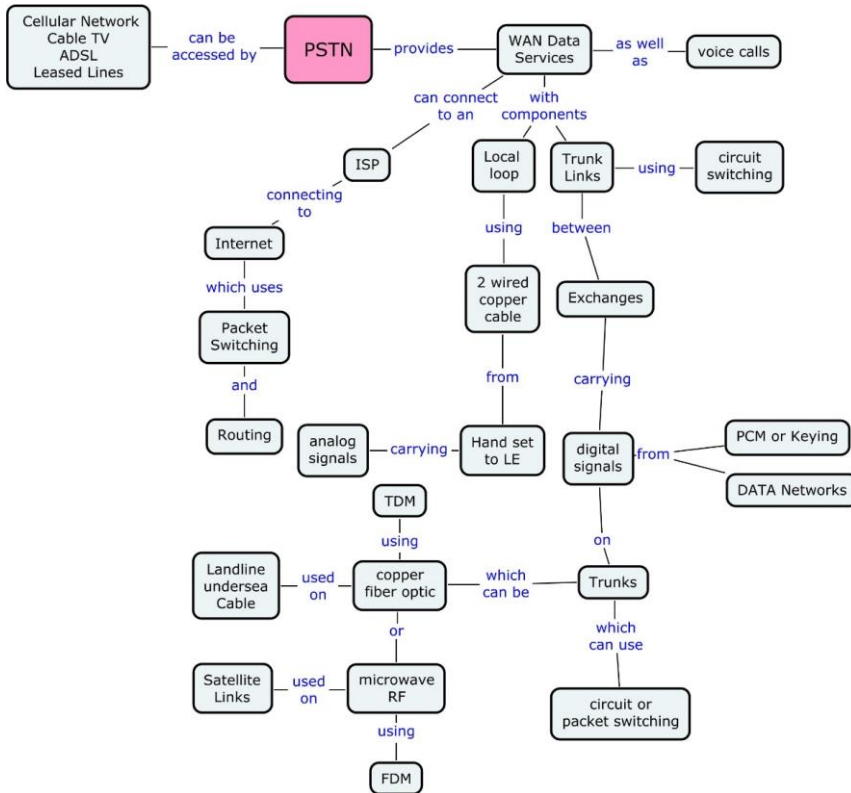 Cellular Network
Cable TV
ADSL
Leased Lines
can be
accessed by
PSTN
provides
WAN Data
Services
as well
as
voice calls
can connect
to an
with
components
ISP
Local
loop
Trunk
Links
using
circuit
switching
connecting
to
using
between
Internet
which uses
2 wired
copper
cable
Exchanges
Packet
Switching
and
from
carrying
Routing
analog
signals
carrying
Hand set
to LE
digital
signals
from
PCM or Keying
DATA Networks
TDM
using
on
Landline
undersea
Cable
used
on
copper
fiber optic
which
can be
Trunks
or
which
can use
Satellite
Links
used
on
microwave
RF
circuit or
packet switching
using
FDM